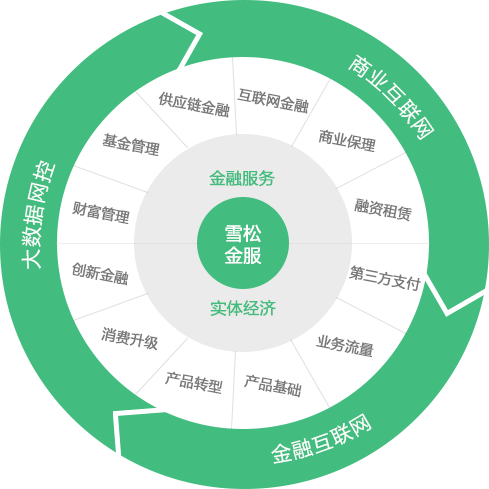 商业互联网
大数据网控
金融互联网
供应链金融
互联网金融
商业保理
融资租赁
第三方支付
业务流量
产品基础
产品转型
消费升级
创新金融
财富管理
基金管理
金融服务
雪松
金服
实体经济